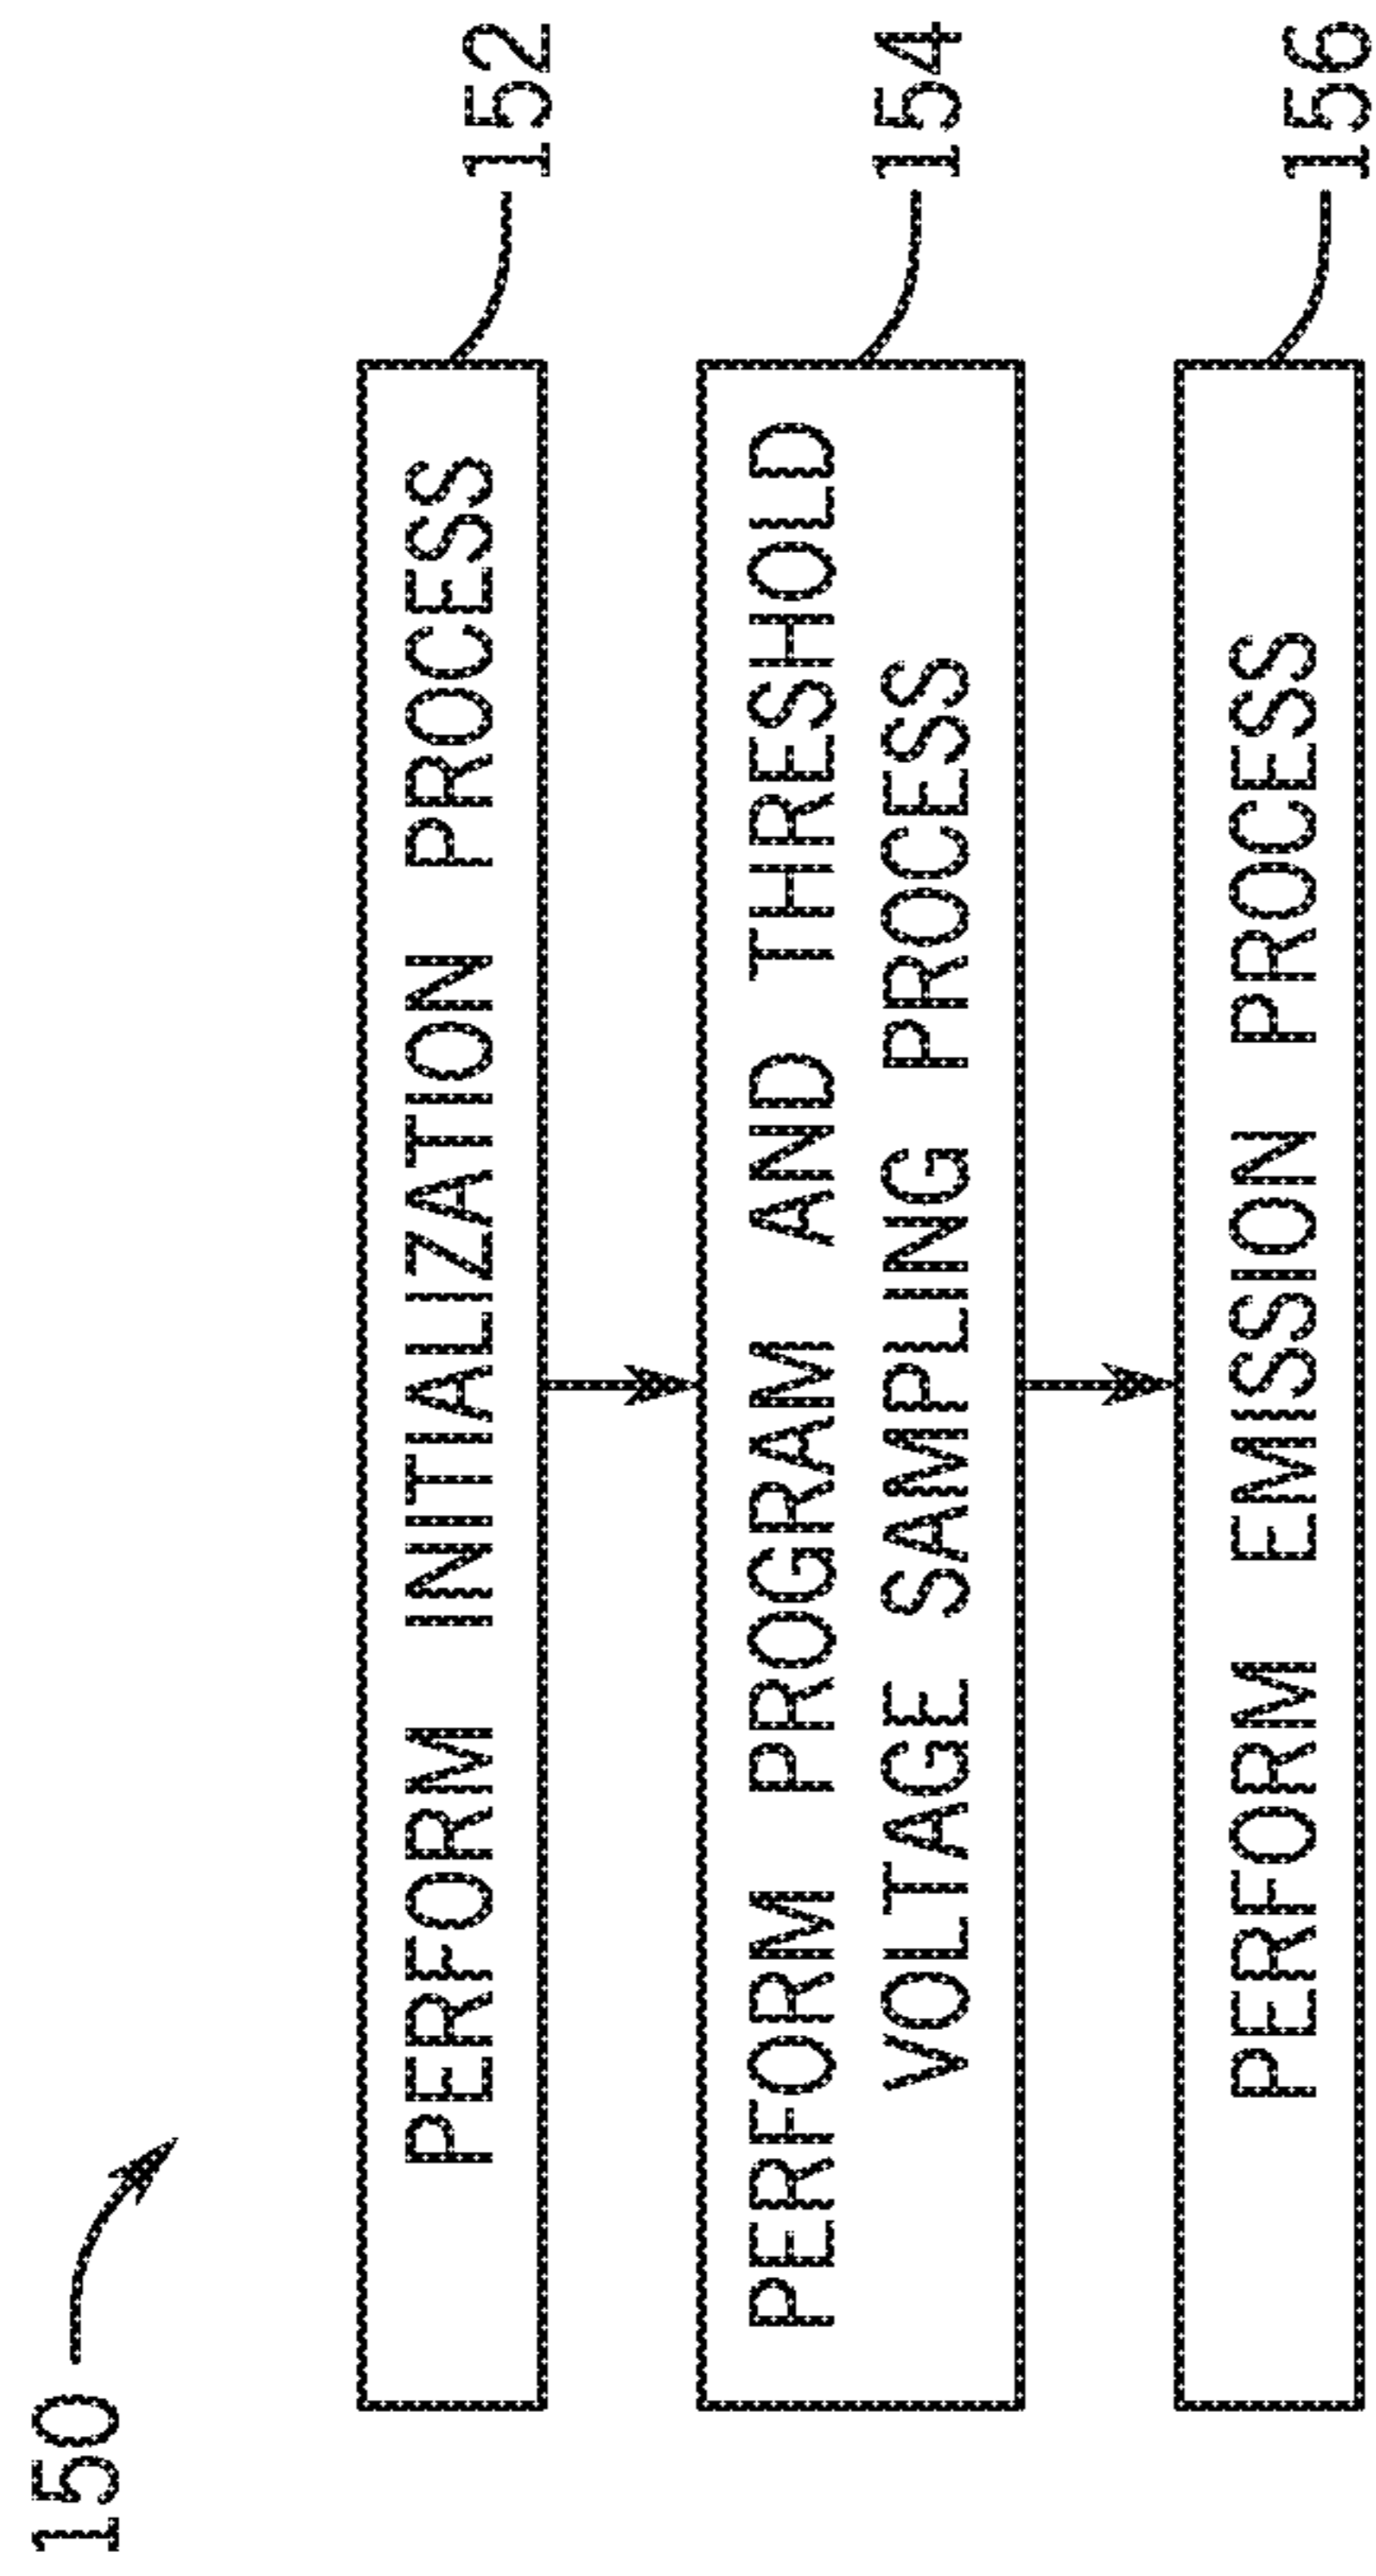 150
PERFORM INITIALIZATION PROCESS
152
PERFORM PROGRAM AND THRESHOLD
VOLTAGE SAMPLING PROCESS
154
PERFORM EMISSION PROCESS
156